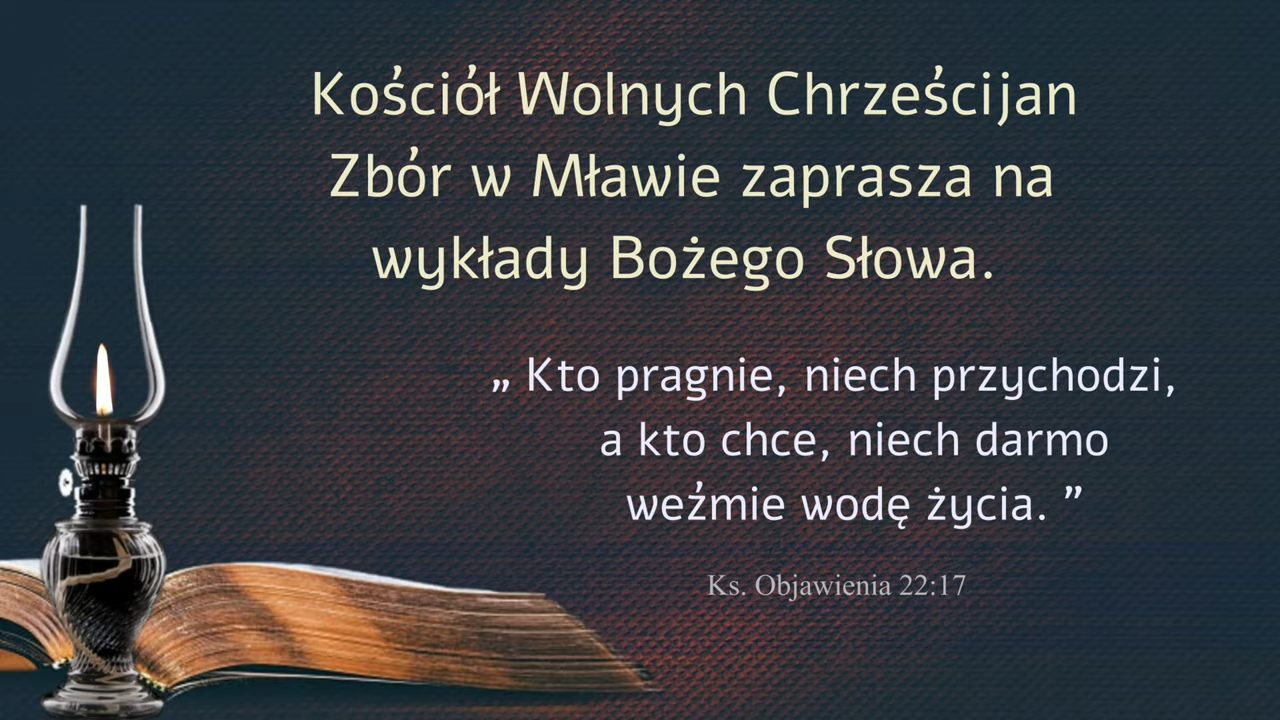 Kościół Wolnych Chrześcijan
Zbór w Mławie zaprasza na
wykłady Bożego Słowa.
„ Kto pragnie, niech przychodzi,
a kto chce, niech darmo
weźmie wodę życia. ”
Ks. Objawienia 22:17